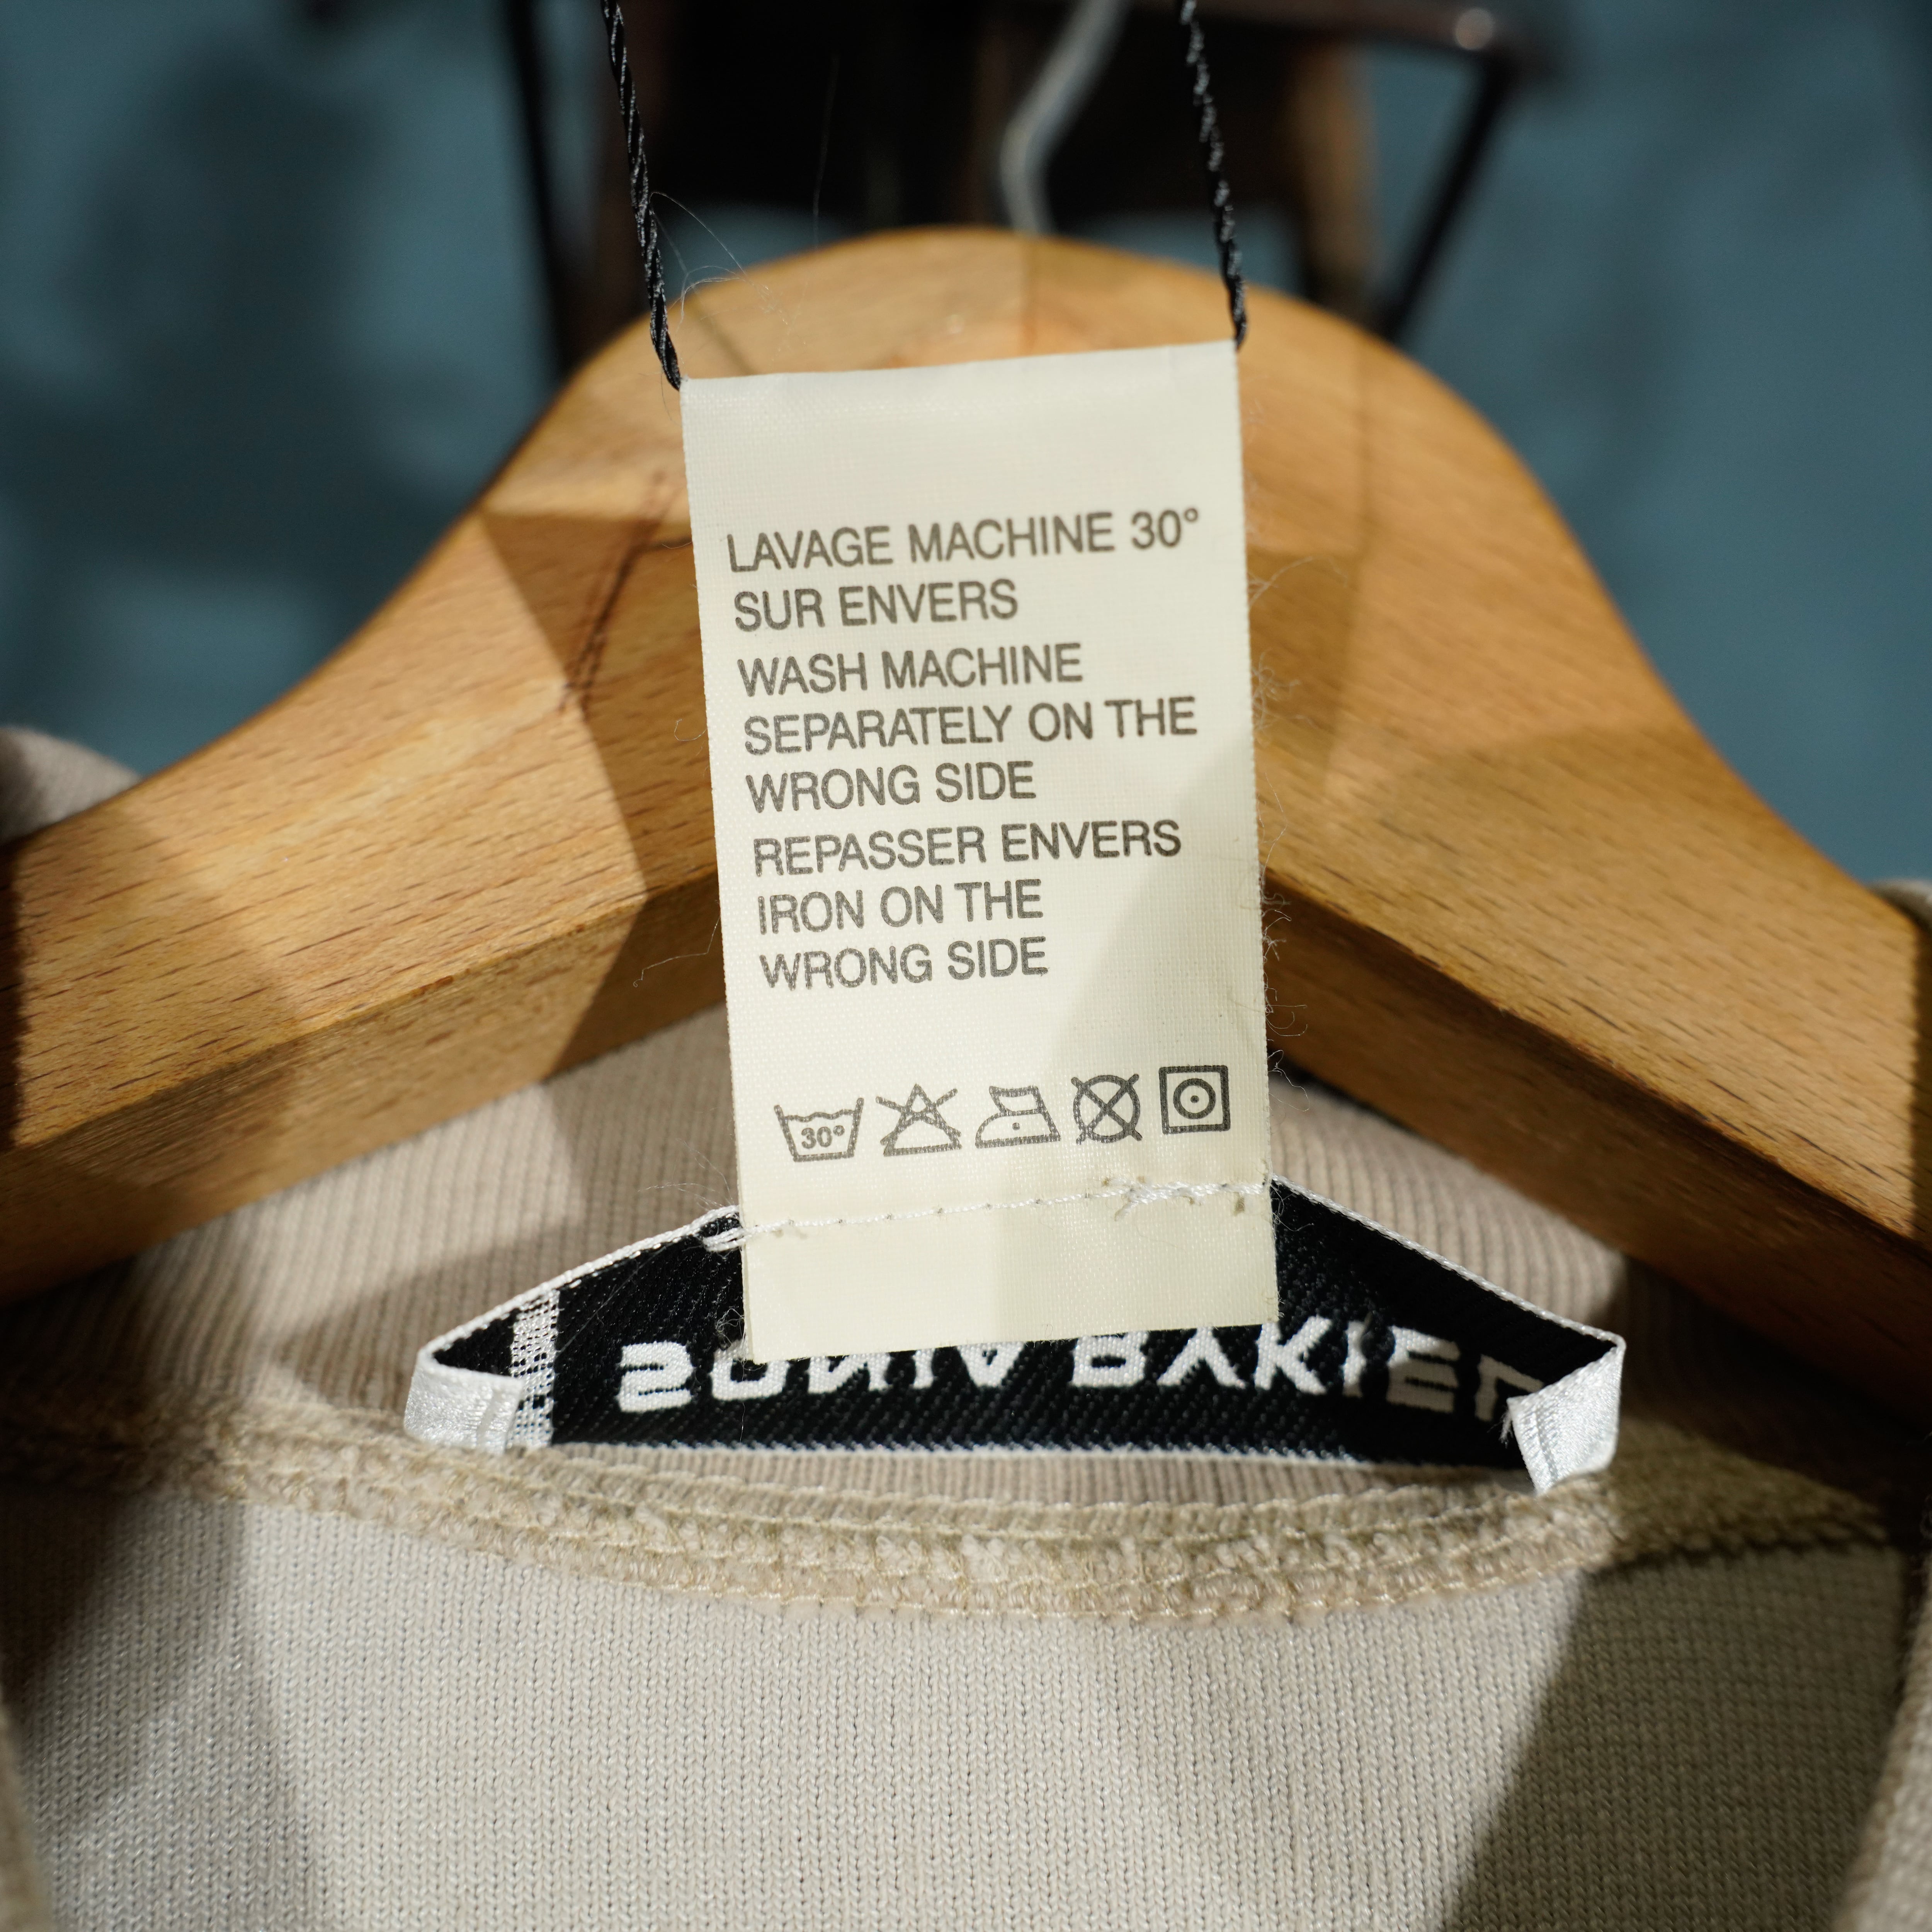 LAVAGE MACHINE 30°
SUR ENVERS
WASH MACHINE
SEPARATELY ON THE
WRONG SIDE
REPASSER ENVERS
IRON ON THE
WRONG SIDE
30°
SONIA